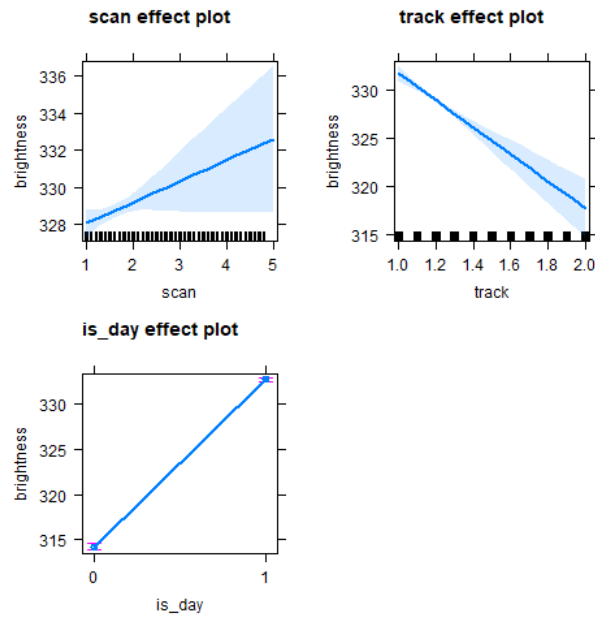 scan effect plot
brightness
336
334
332
330
328
1 2 3 4 5
scan
track effect plot
brightness
330
325
320
315
1.0 1.2 1.4 1.6 1.8 2.0
track
is_day effect plot
brightness
330
325
320
315
0 1
is_day